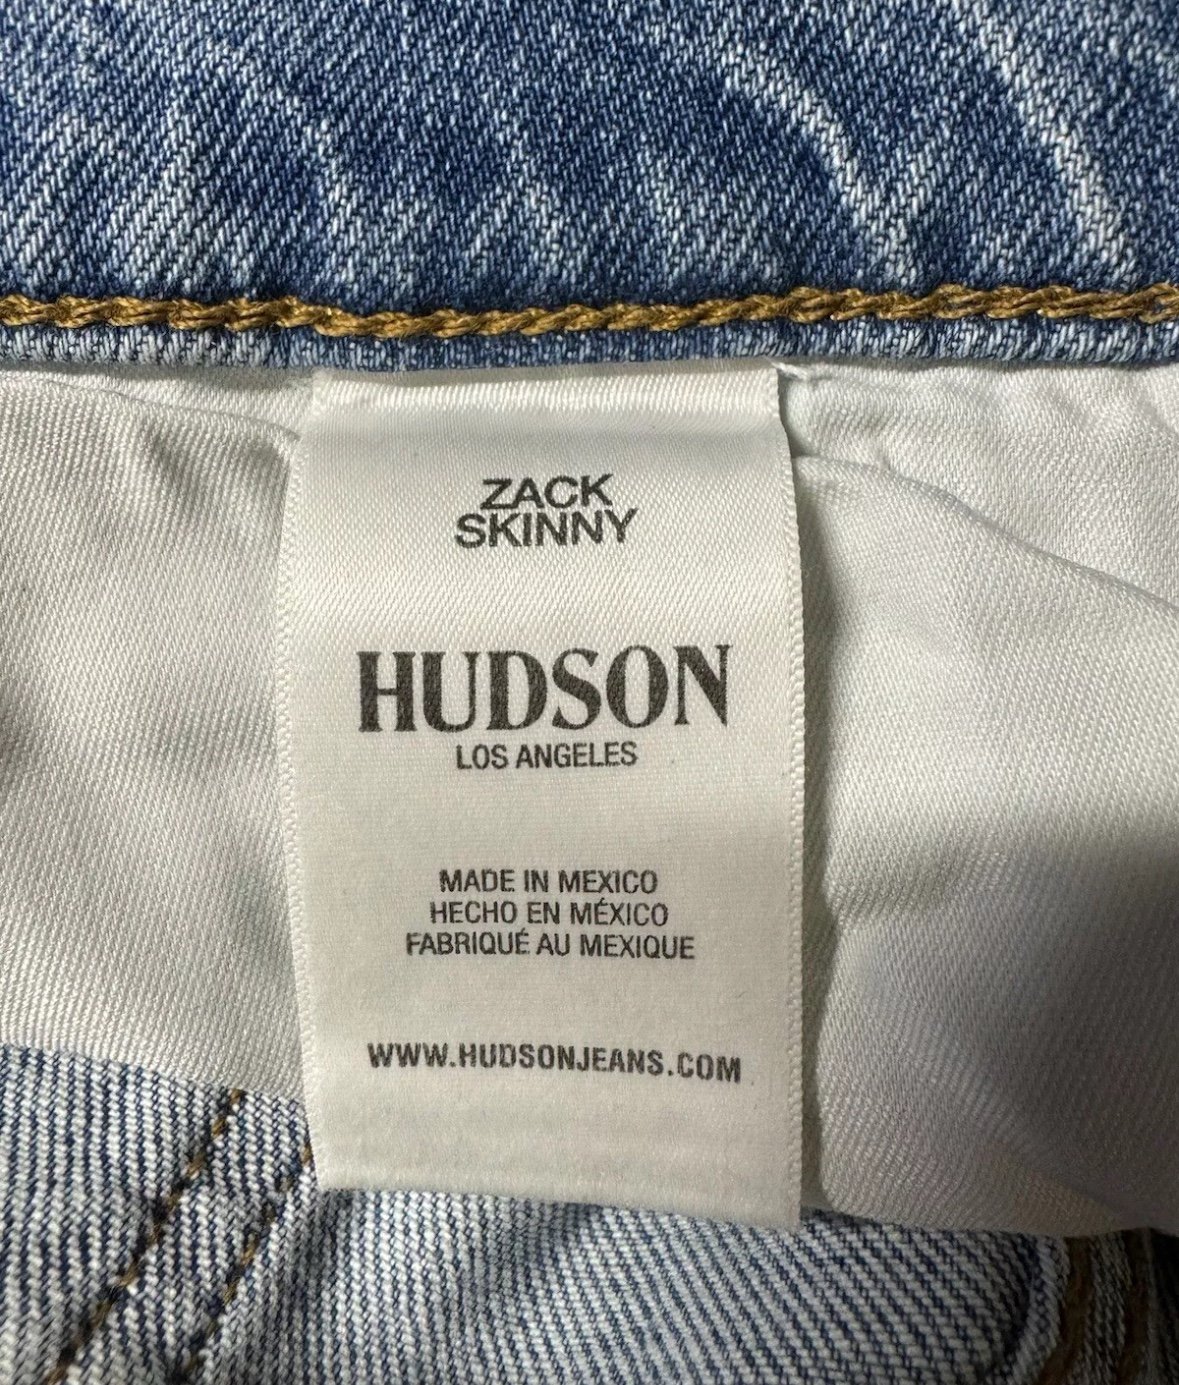 ZACK
SKINNY
HUDSON
LOS ANGELES
MADE IN MEXICO
HECHO EN MÉXICO
FABRIQUÉ AU MEXIQUE
WWW.HUDSONJEANS.COM